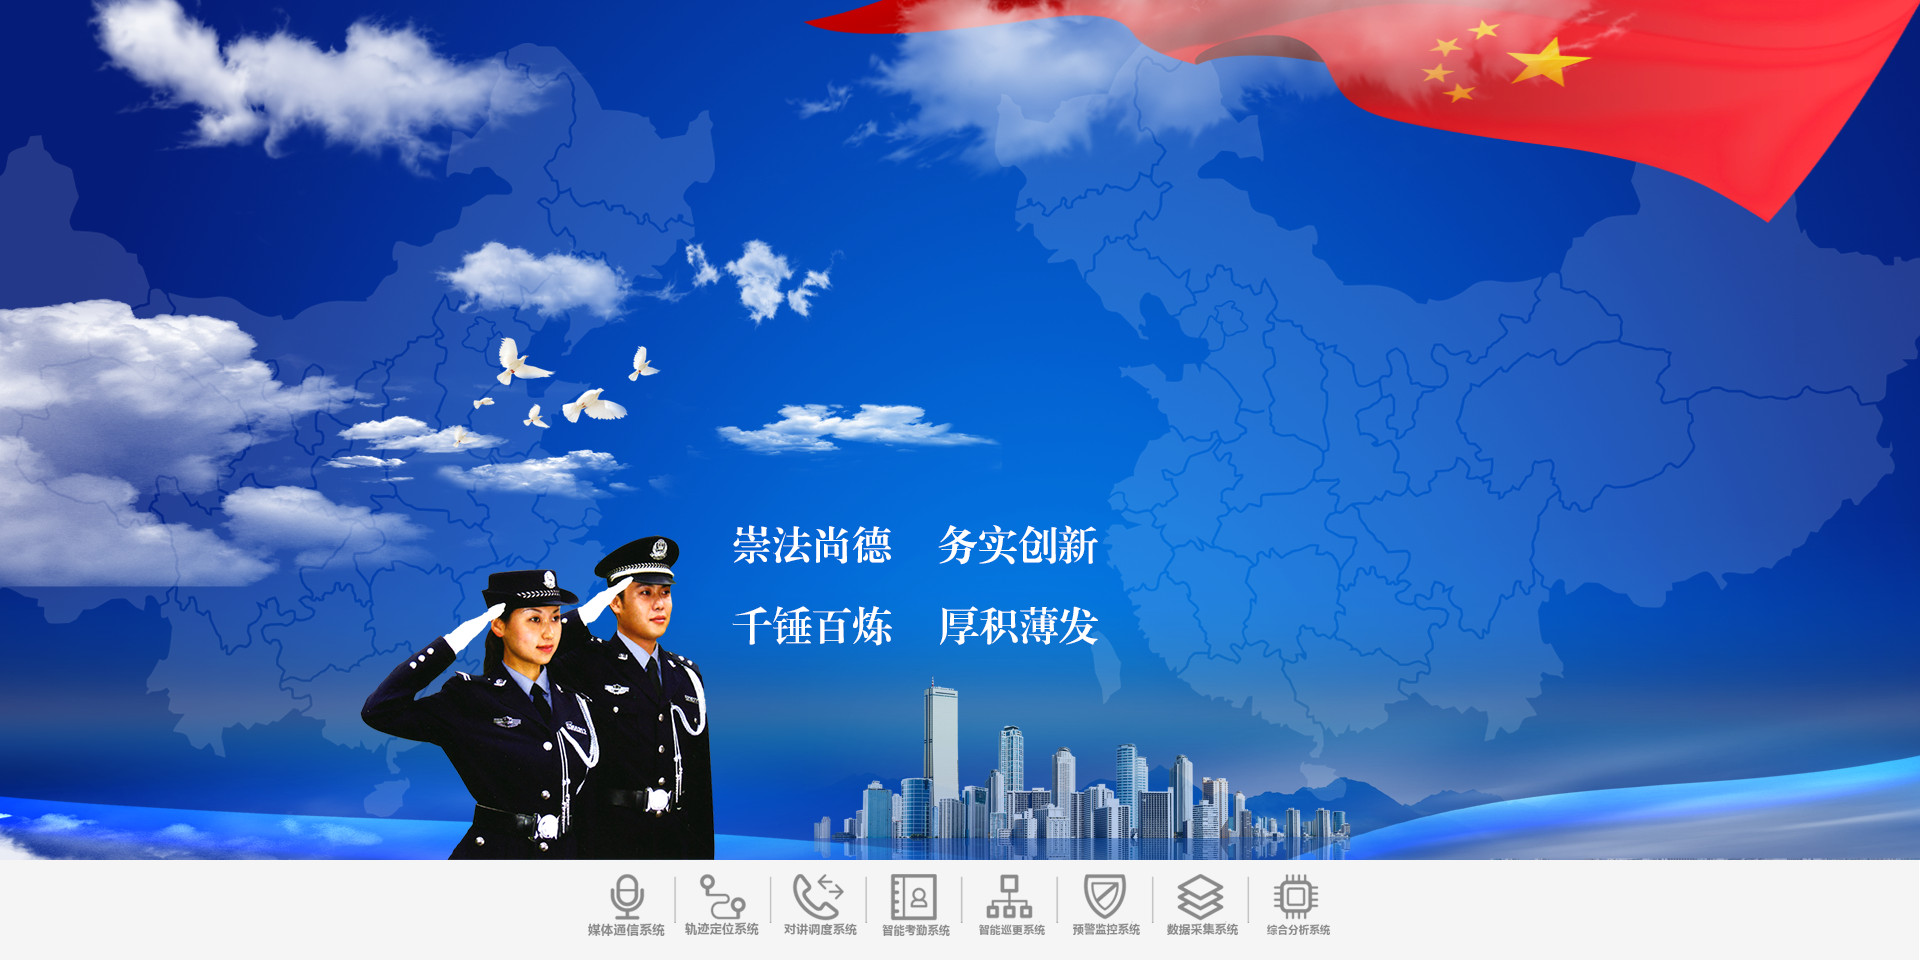 崇法尚德 务实创新
千锤百炼 厚积薄发
媒体通信系统 轨迹定位系统 对讲调度系统 智能考勤系统 智能巡更系统 预警监控系统 数据采集系统 综合分析系统